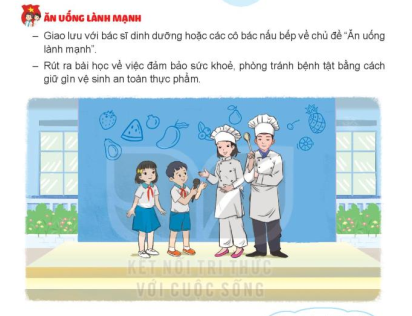 ĂN UỐNG LÀNH MẠNH
– Giao lưu với bác sĩ dinh dưỡng hoặc các cô bác nấu bếp về chủ đề “Ăn uống
lành mạnh”.
– Rút ra bài học về việc đảm bảo sức khoẻ, phòng tránh bệnh tật bằng cách
giữ gìn vệ sinh an toàn thực phẩm.
KẾT NỐI TRI THỨC
VỚI CUỘC SỐNG